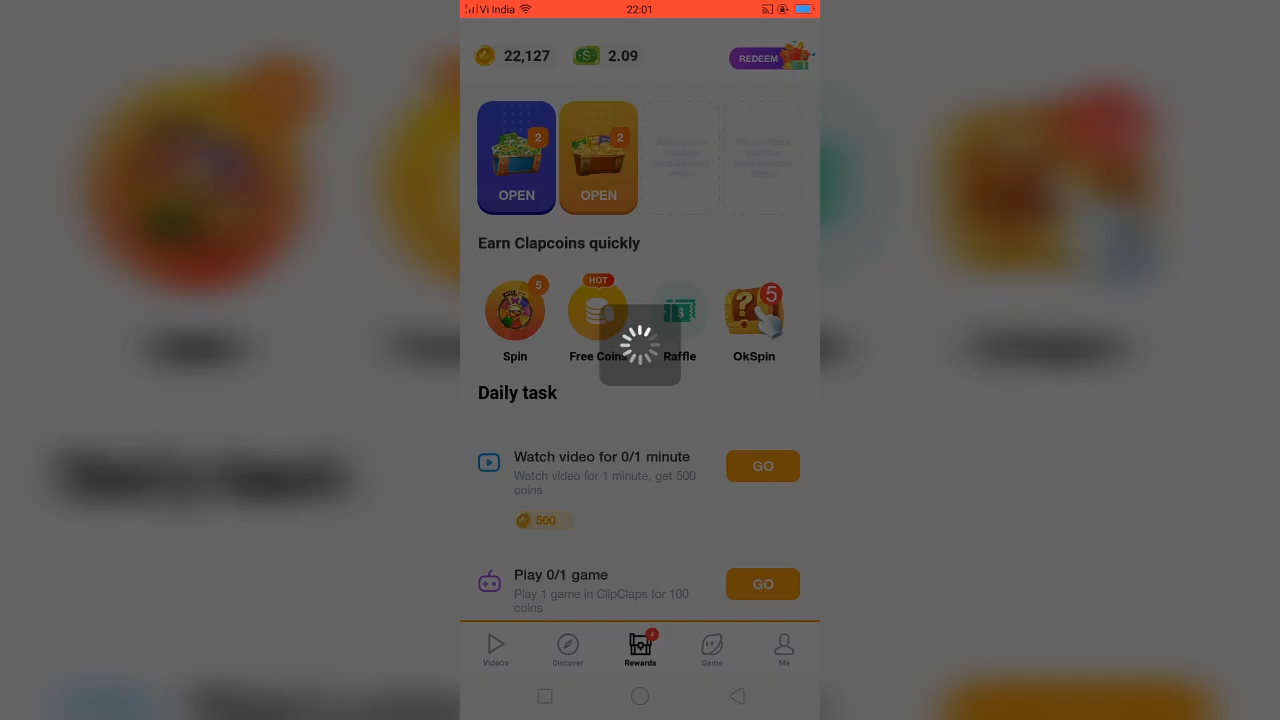 Vi India
22:01
22,127
2.09
REDEEM
2
2
OPEN
OPEN
Earn Clapcoins quickly
5
HOT
5
Spin
Free Coins
Raffle
OkSpin
Daily task
Watch video for 0/1 minute
GO
Watch video for 1 minute, get 500
coins
500
Play 0/1 game
GO
Play 1 game in ClipClaps for 100
coins
4
Videos
Discover
Rewards
Game
Me